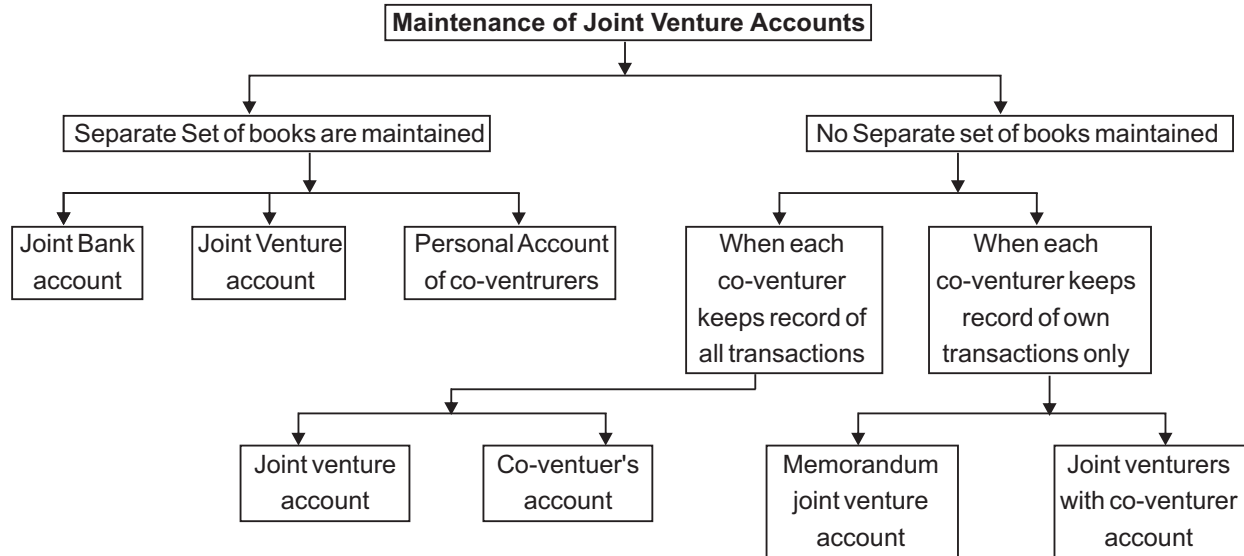 Maintenance of Joint Venture Accounts
Separate Set of books are maintained
No Separate set of books maintained
Joint Bank
account
Joint Venture
account
Personal Account
of co-ventrurers
When each
co-venturer
keeps record of
all transactions
When each
co-venturer keeps
record of own
transactions only
Joint venture
account
Co-ventuer's
account
Memorandum
joint venture
account
Joint venturers
with co-venturer
account